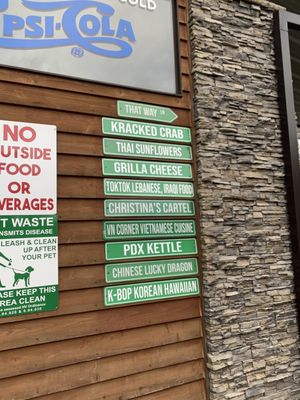 COLD
PSI-COLA
®
THAT WAY
KRACKED CRAB
THAI SUNFLOWERS
GRILLA CHEESE
TOKTOK LEBANESE, IRAQI FOOD
CHRISTINA'S CARTEL
VN CORNER VIETNAMESE CUISINE
PDX KETTLE
CHINESE LUCKY DRAGON
K-BOP KOREAN HAWAIIAN
NO
OUTSIDE
FOOD
OR
VERAGES
T WASTE
NSMITS DISEASE
LEASH & CLEAN
UP AFTER
YOUR PET
ASE KEEP THIS
REA CLEAN